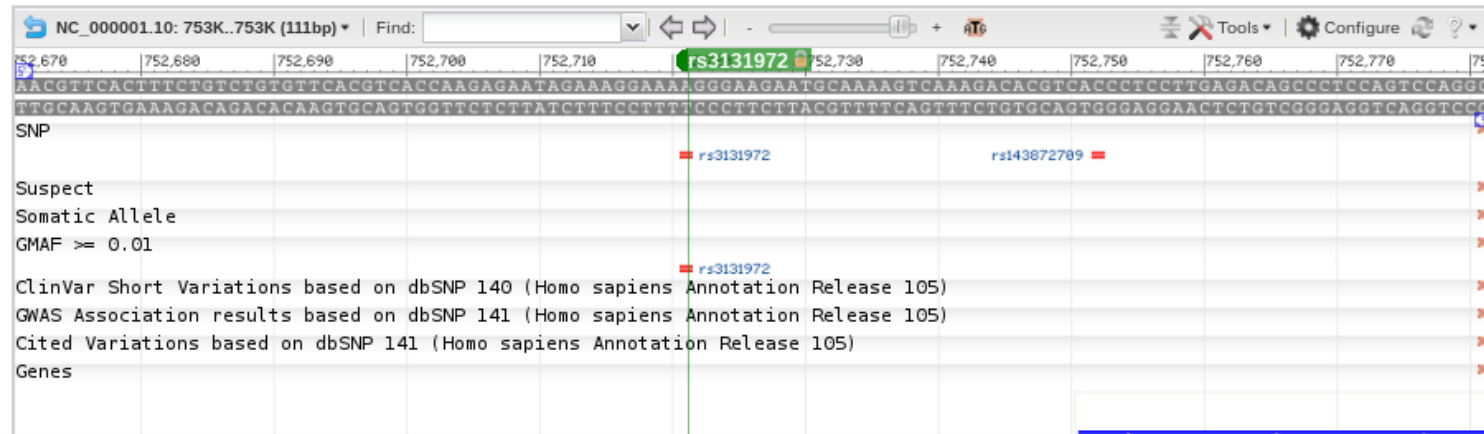 NC_000001.10: 753K..753K (111bp) Find: - + ATG Tools Configure ?
752,670 752,680 752,690 752,700 752,710 rs3131972 752,730 752,740 752,750 752,760 752,770
AACGTTCACTTTCTGTCTGTGTTCACGTCACCAAGAGAATAGAAAGGAAAAGGGAAGAATGCAAAAGTCAAAGACACGTCACCCTCCTTGAGACAGCCCTCCAGTCCAGG
TTGCAAGTGAAAGACAGACACAAGTGCAGTGGTTCTCTTATCTTTCCTTTTCCCTTCTTACGTTTTCAGTTTCTGTGCAGTGGGAGGAACTCTGTCGGGAGGTCAGGTCC
SNP
rs3131972 rs143872709
Suspect
Somatic Allele
GMAF >= 0.01
rs3131972
ClinVar Short Variations based on dbSNP 140 (Homo sapiens Annotation Release 105)
GWAS Association results based on dbSNP 141 (Homo sapiens Annotation Release 105)
Cited Variations based on dbSNP 141 (Homo sapiens Annotation Release 105)
Genes